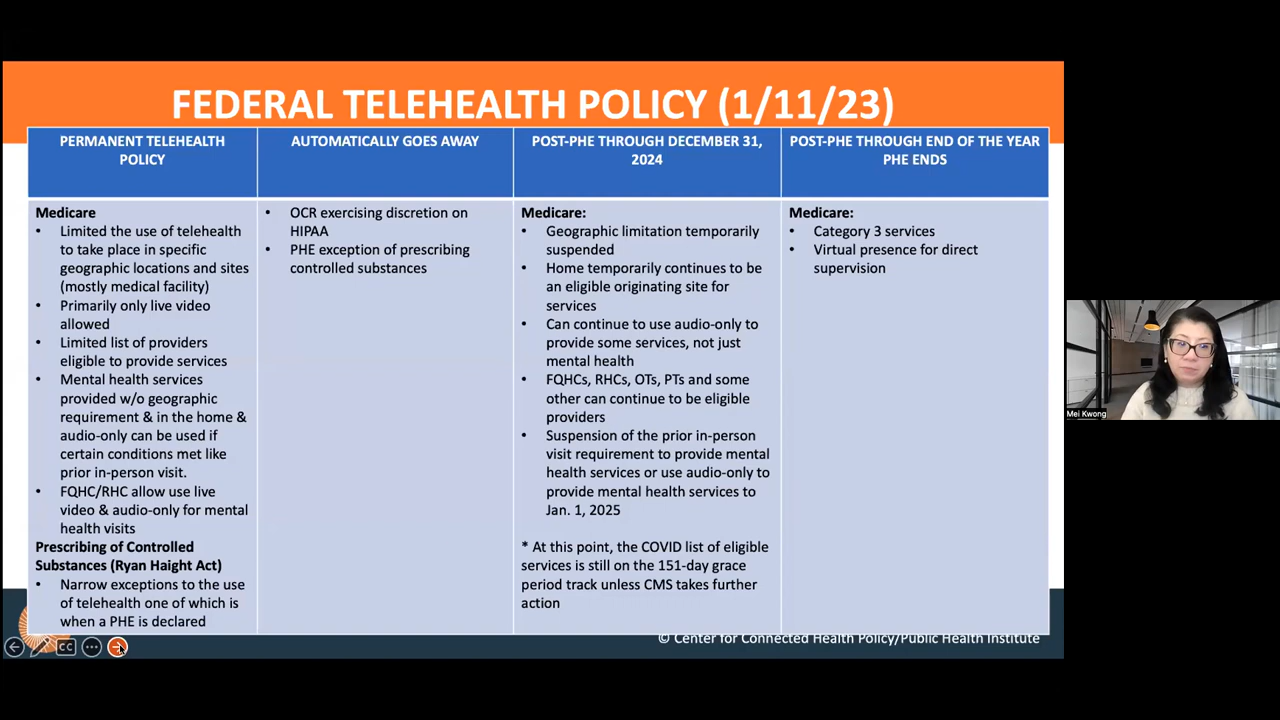 FEDERAL TELEHEALTH POLICY (1/11/23)
PERMANENT TELEHEALTH
POLICY
AUTOMATICALLY GOES AWAY
POST-PHE THROUGH DECEMBER 31,
2024
POST-PHE THROUGH END OF THE YEAR
PHE ENDS
Medicare
• Limited the use of telehealth
to take place in specific
geographic locations and sites
(mostly medical facility)
• Primarily only live video
allowed
• Limited list of providers
eligible to provide services
• Mental health services
provided w/o geographic
requirement & in the home &
audio-only can be used if
certain conditions met like
prior in-person visit.
• FQHC/RHC allow use live
video & audio-only for mental
health visits
Prescribing of Controlled
Substances (Ryan Haight Act)
• Narrow exceptions to the use
of telehealth one of which is
when a PHE is declared
• OCR exercising discretion on
HIPAA
• PHE exception of prescribing
controlled substances
Medicare:
• Geographic limitation temporarily
suspended
• Home temporarily continues to be
an eligible originating site for
services
• Can continue to use audio-only to
provide some services, not just
mental health
• FQHCs, RHCs, OTs, PTs and some
other can continue to be eligible
providers
• Suspension of the prior in-person
visit requirement to provide mental
health services or use audio-only to
provide mental health services to
Jan. 1, 2025
* At this point, the COVID list of eligible
services is still on the 151-day grace
period track unless CMS takes further
action
Medicare:
• Category 3 services
• Virtual presence for direct
supervision
© Center for Connected Health Policy/Public Health Institute
CC
Mei Kwong